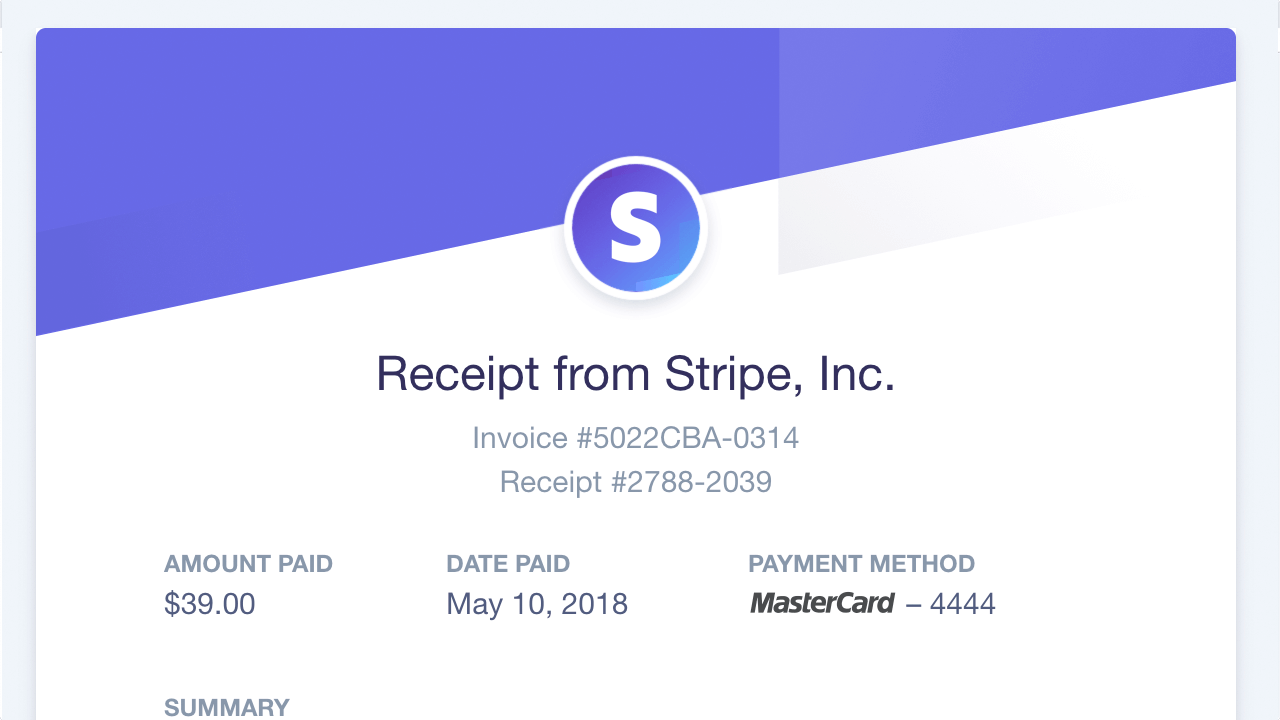 S
Receipt from Stripe, Inc.
Invoice #5022CBA-0314
Receipt #2788-2039
AMOUNT PAID DATE PAID PAYMENT METHOD
$39.00 May 10, 2018 MasterCard – 4444
SUMMARY